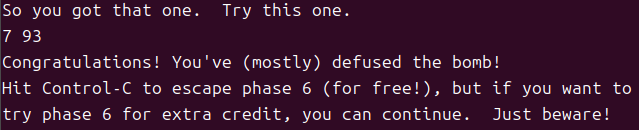 So you got that one.  Try this one.
7 93
Congratulations! You've (mostly) defused the bomb!
Hit Control-C to escape phase 6 (for free!), but if you want to
try phase 6 for extra credit, you can continue.  Just beware!